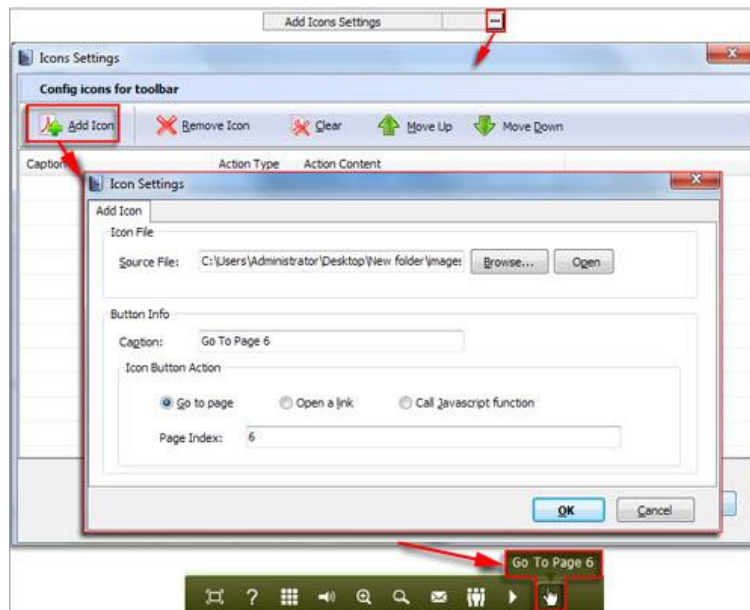 Add Icons Settings
Icons Settings
Config icons for toolbar
Add Icon Remove Icon Clear Move Up Move Down
Caption Action Type Action Content
Icon Settings
Add Icon
Icon File
Source File: C:\Users\Administrator\Desktop\New folder\images Browse... Open
Button Info
Caption: Go To Page 6
Icon Button Action
Go to page Open a link Call Javascript function
Page Index: 6
OK Cancel
Go To Page 6